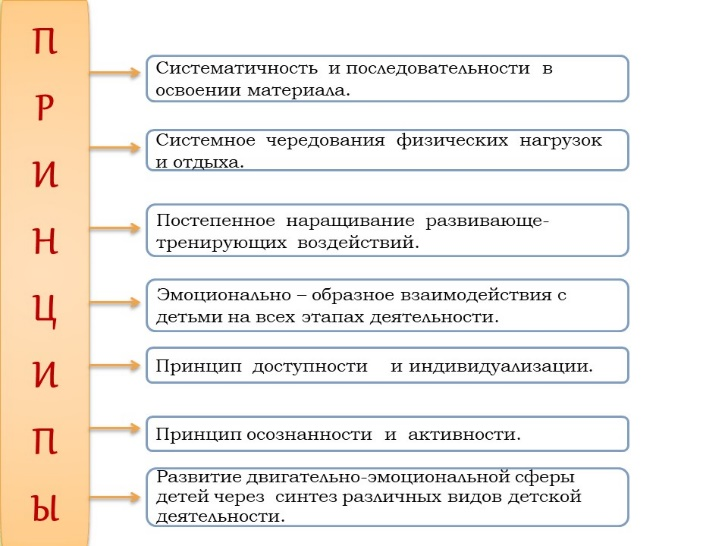 П
Р
И
Н
Ц
И
П
Ы
Систематичность и последовательности в
освоении материала.
Системное чередования физических нагрузок
и отдыха.
Постепенное наращивание развивающе-
тренирующих воздействий.
Эмоционально – образное взаимодействия с
детьми на всех этапах деятельности.
Принцип доступности и индивидуализации.
Принцип осознанности и активности.
Развитие двигательно-эмоциональной сферы
детей через синтез различных видов детской
деятельности.